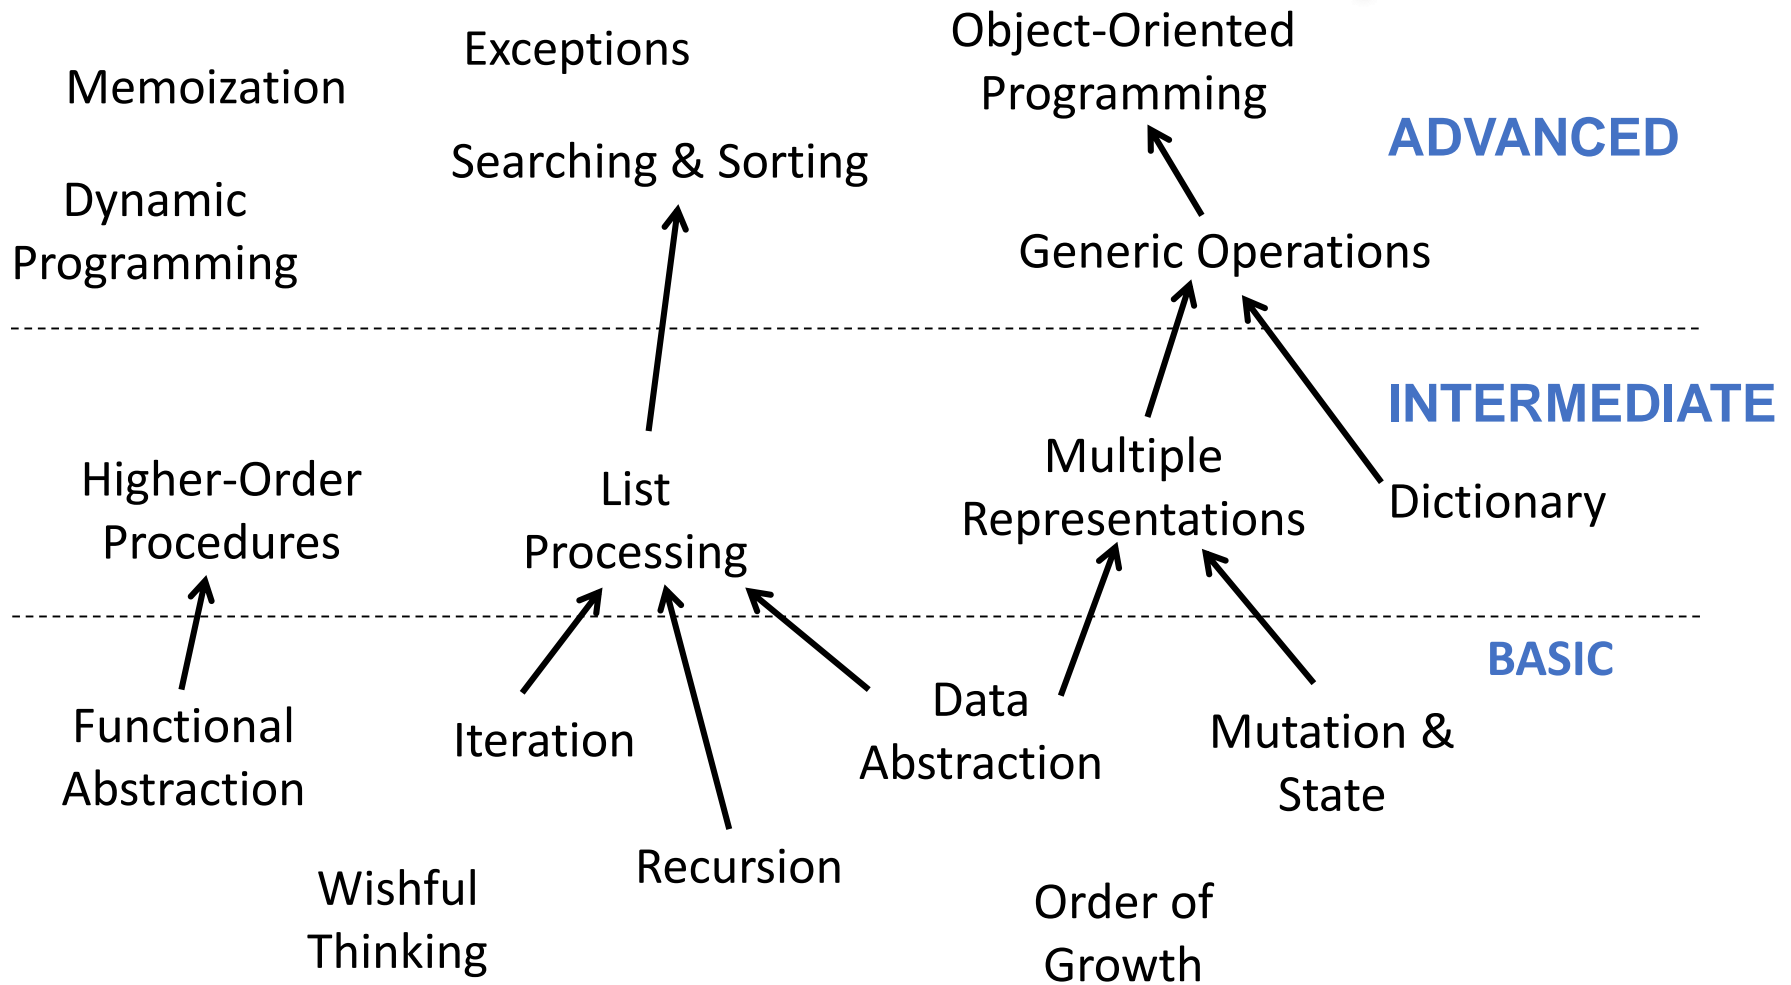 Object-Oriented
Programming
Exceptions
Memoization
ADVANCED
Searching & Sorting
Dynamic
Programming
Generic Operations
INTERMEDIATE
Multiple
Representations
Higher-Order
Procedures
List
Processing
Dictionary
BASIC
Functional
Abstraction
Iteration
Data
Abstraction
Mutation &
State
Recursion
Wishful
Thinking
Order of
Growth